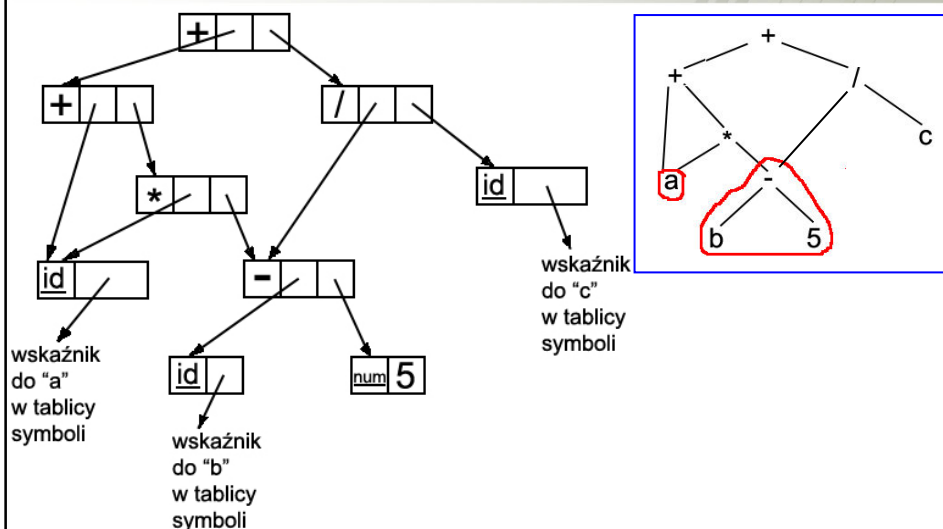 +
+
/
*
id
id
-
wskaźnik
do “c”
w tablicy
symboli
wskaźnik
do “a”
w tablicy
symboli
id
num 5
wskaźnik
do “b”
w tablicy
symboli
+
+
/
*
c
a
-
b 5